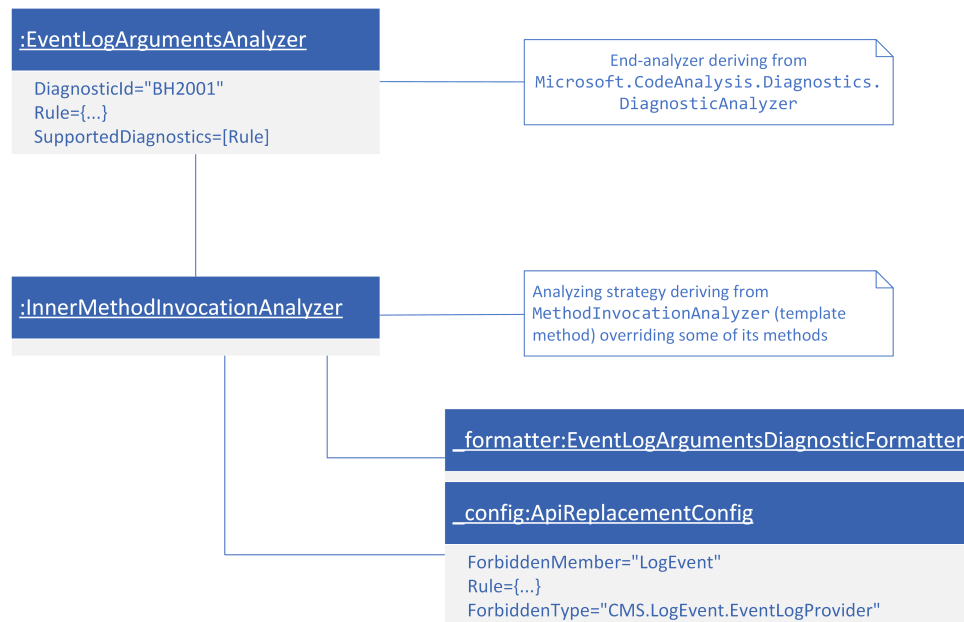 :EventLogArgumentsAnalyzer
DiagnosticId="BH2001"
Rule={...}
SupportedDiagnostics=[Rule]
End-analyzer deriving from
Microsoft.CodeAnalysis.Diagnostics.
DiagnosticAnalyzer
:InnerMethodInvocationAnalyzer
Analyzing strategy deriving from
MethodInvocationAnalyzer (template
method) overriding some of its methods
_formatter:EventLogArgumentsDiagnosticFormatter
_config:ApiReplacementConfig
ForbiddenMember="LogEvent"
Rule={...}
ForbiddenType="CMS.LogEvent.EventLogProvider"